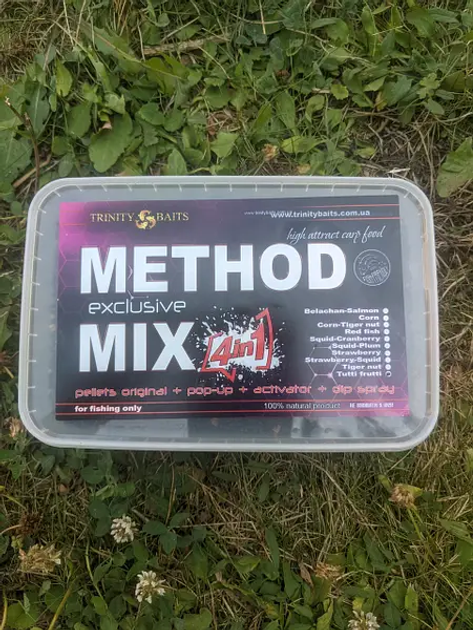 TRINITY BAITS
www.trinitybaits.com.ua
high attract carp food
METHOD
exclusive
MIX 4in1
Belachan-Salmon
Corn
Corn-Tiger nut
Red fish
Squid-Cranberry
Squid-Plum
Strawberry
Strawberry-Squid
Tiger nut
Tutti frutti
pellets original + pop-up + activator + dip spray
for fishing only
100% natural product